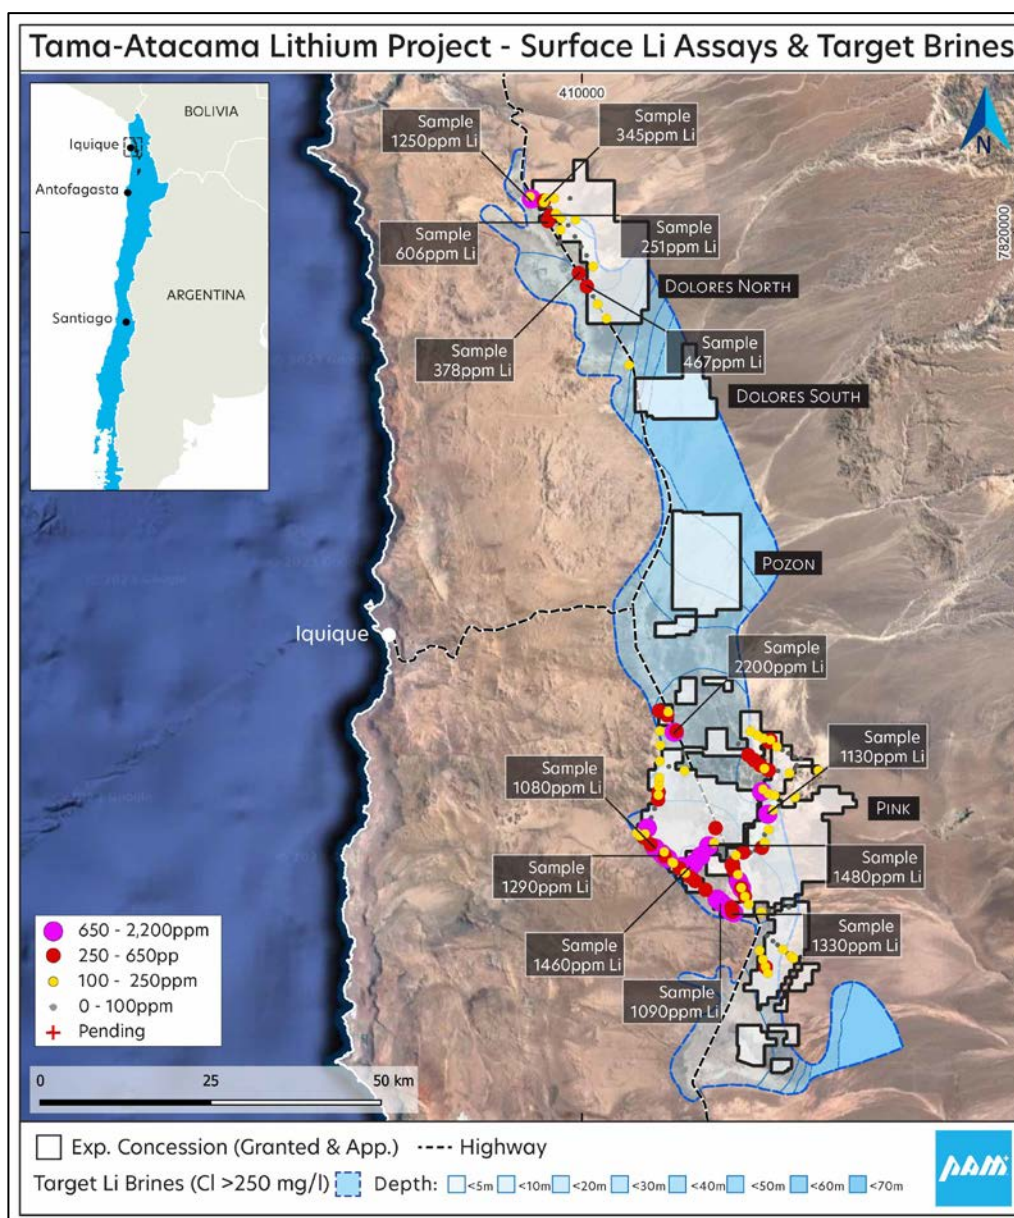 Tama-Atacama Lithium Project - Surface Li Assays & Target Brines
BOLIVIA
Iquique
Antofagasta
ARGENTINA
Santiago
410000
N
7820000
Sample
1250ppm Li
Sample
345ppm Li
Sample
606ppm Li
Sample
251ppm Li
DOLORES NORTH
Sample
378ppm Li
Sample
467ppm Li
DOLORES SOUTH
POZON
Iquique
Sample
2200ppm Li
Sample
1130ppm Li
Sample
1080ppm Li
PINK
Sample
1290ppm Li
Sample
1480ppm Li
Sample
1460ppm Li
Sample
1330ppm Li
Sample
1090ppm Li
650 - 2,200ppm
250 - 650pp
100 - 250ppm
0 - 100ppm
Pending
0 25 50 km
Exp. Concession (Granted & App.) Highway
Target Li Brines (Cl >250 mg/l) Depth: <5m <10m <20m <30m <40m <50m <60m <70m
PAM